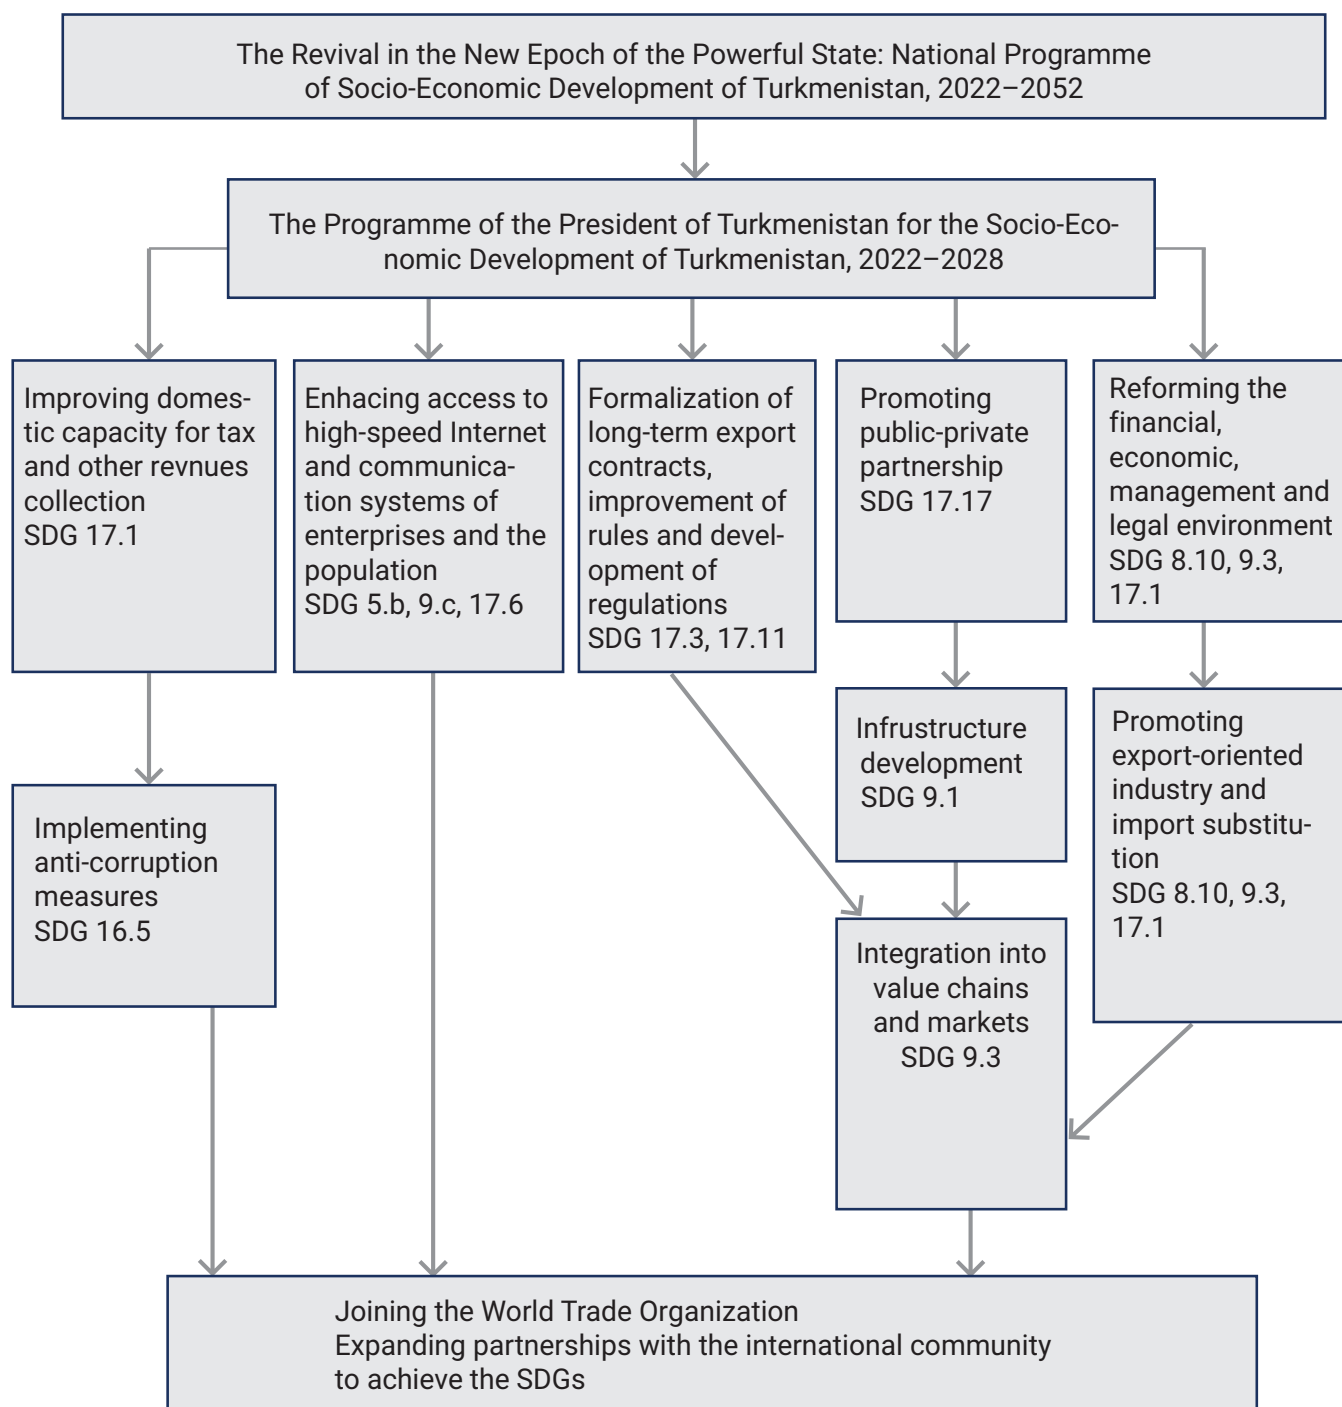 The Revival in the New Epoch of the Powerful State: National Programme
of Socio-Economic Development of Turkmenistan, 2022–2052
The Programme of the President of Turkmenistan for the Socio-Eco-
nomic Development of Turkmenistan, 2022–2028
Improving domes-
tic capacity for tax
and other revnues
collection
SDG 17.1
Enhacing access to
high-speed Internet
and communica-
tion systems of
enterprises and the
population
SDG 5.b, 9.c, 17.6
Formalization of
long-term export
contracts,
improvement of
rules and devel-
opment of
regulations
SDG 17.3, 17.11
Promoting
public-private
partnership
SDG 17.17
Reforming the
financial,
economic,
management and
legal environment
SDG 8.10, 9.3,
17.1
Implementing
anti-corruption
measures
SDG 16.5
Infrustructure
development
SDG 9.1
Promoting
export-oriented
industry and
import substitu-
tion
SDG 8.10, 9.3,
17.1
Integration into
value chains
and markets
SDG 9.3
Joining the World Trade Organization
Expanding partnerships with the international community
to achieve the SDGs